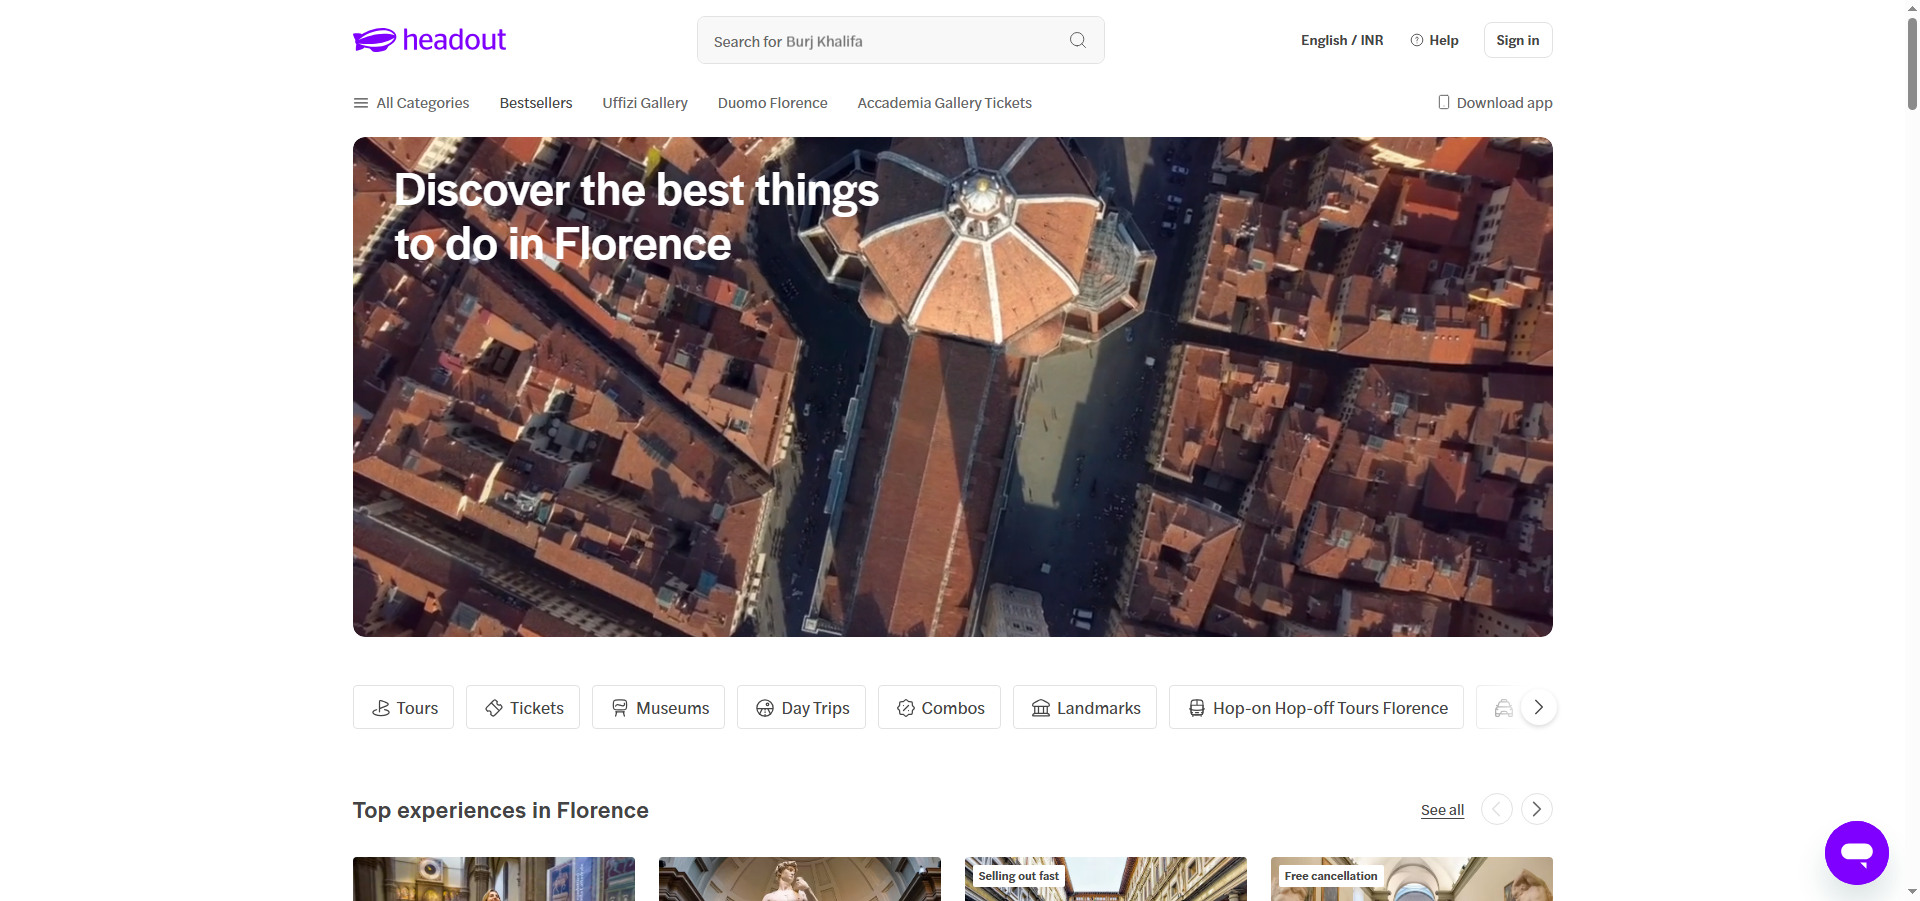 headout
Search for Burj Khalifa
English / INR
Help
Sign in
All Categories
Bestsellers
Uffizi Gallery
Duomo Florence
Accademia Gallery Tickets
Download app
Discover the best things
to do in Florence
Tours
Tickets
Museums
Day Trips
Combos
Landmarks
Hop-on Hop-off Tours Florence
Top experiences in Florence
See all
Selling out fast
Free cancellation